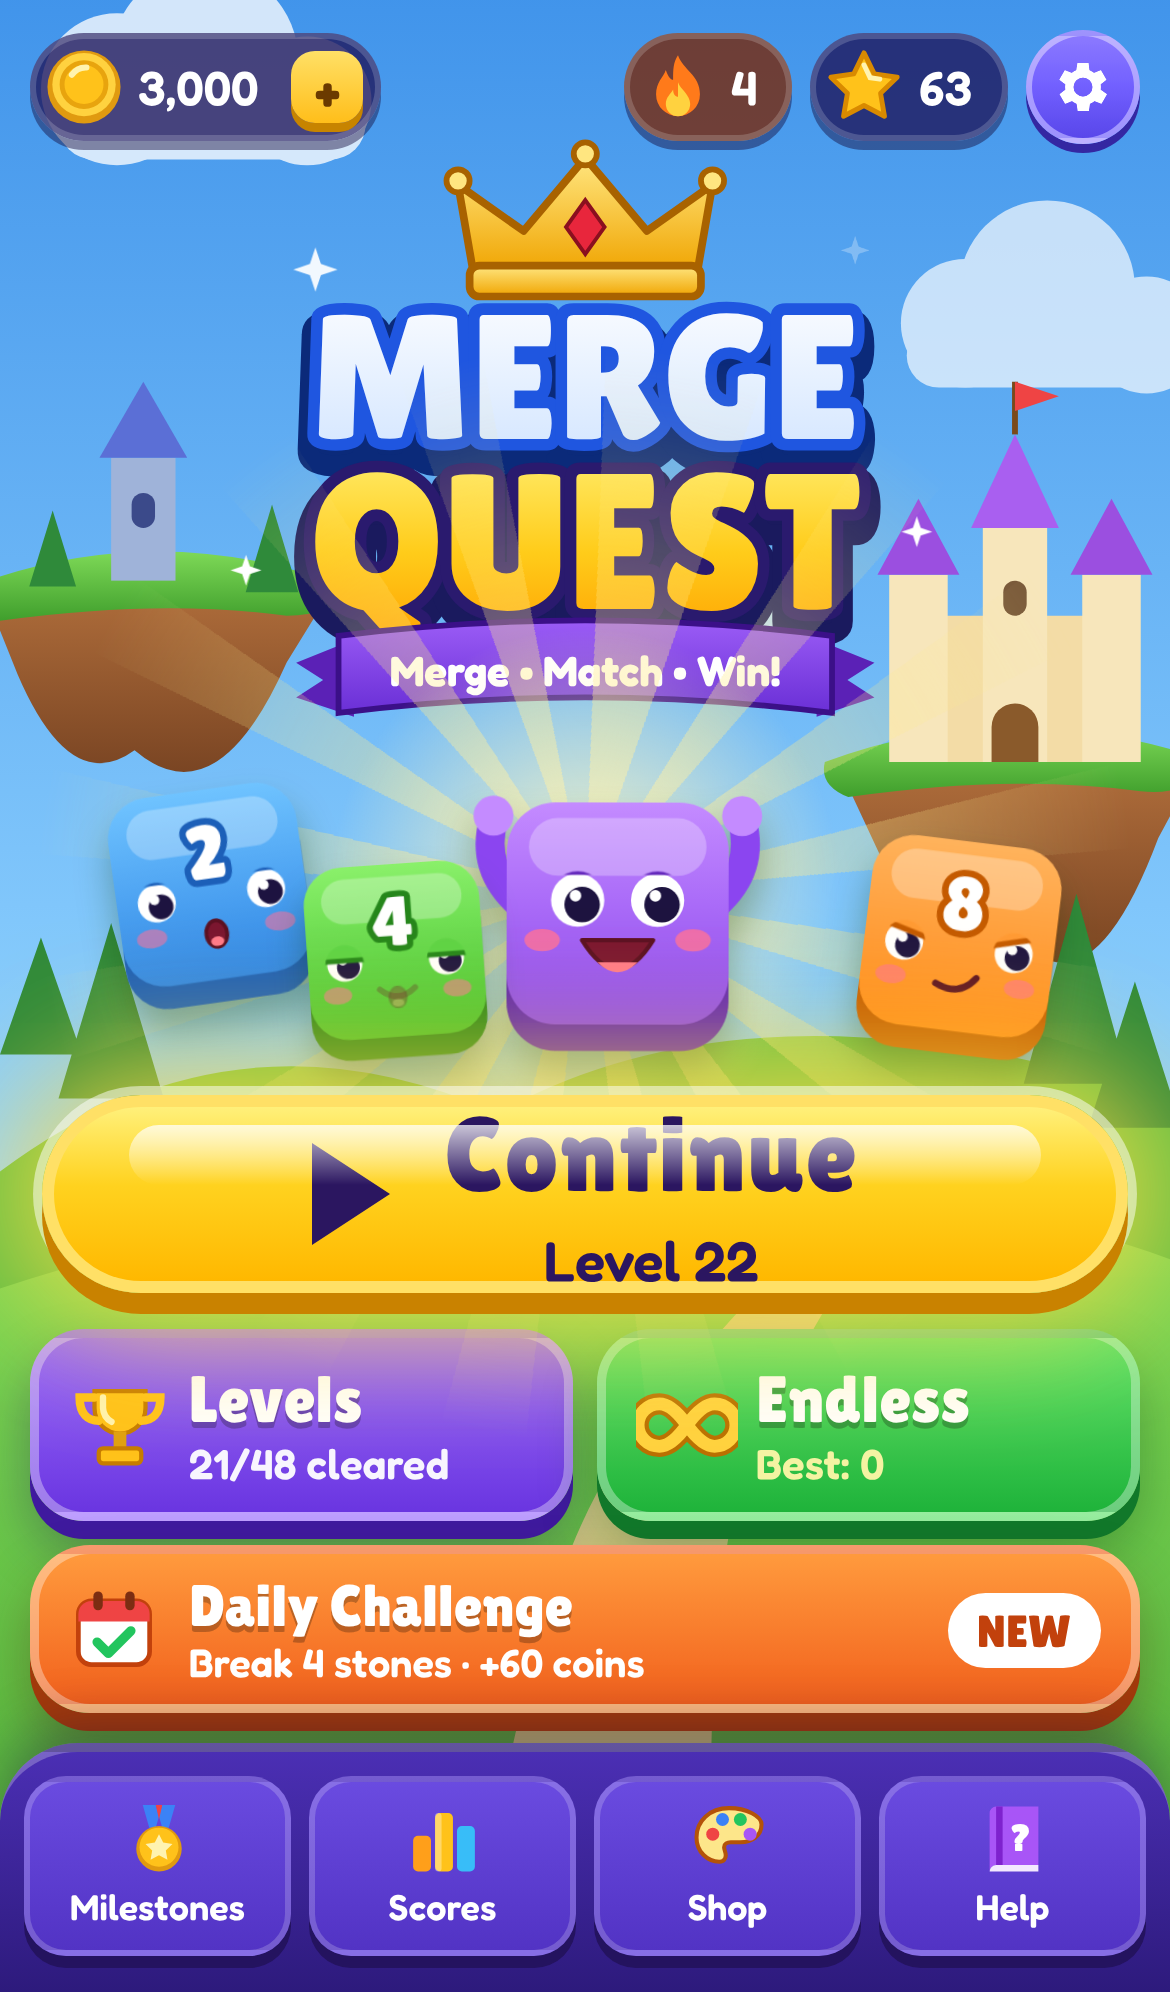 3,000 +
4
63
MERGE
QUEST
Merge • Match • Win!
2
4
8
Continue
Level 22
Levels
21/48 cleared
Endless
Best: 0
Daily Challenge
Break 4 stones · +60 coins
NEW
Milestones
Scores
Shop
?
Help